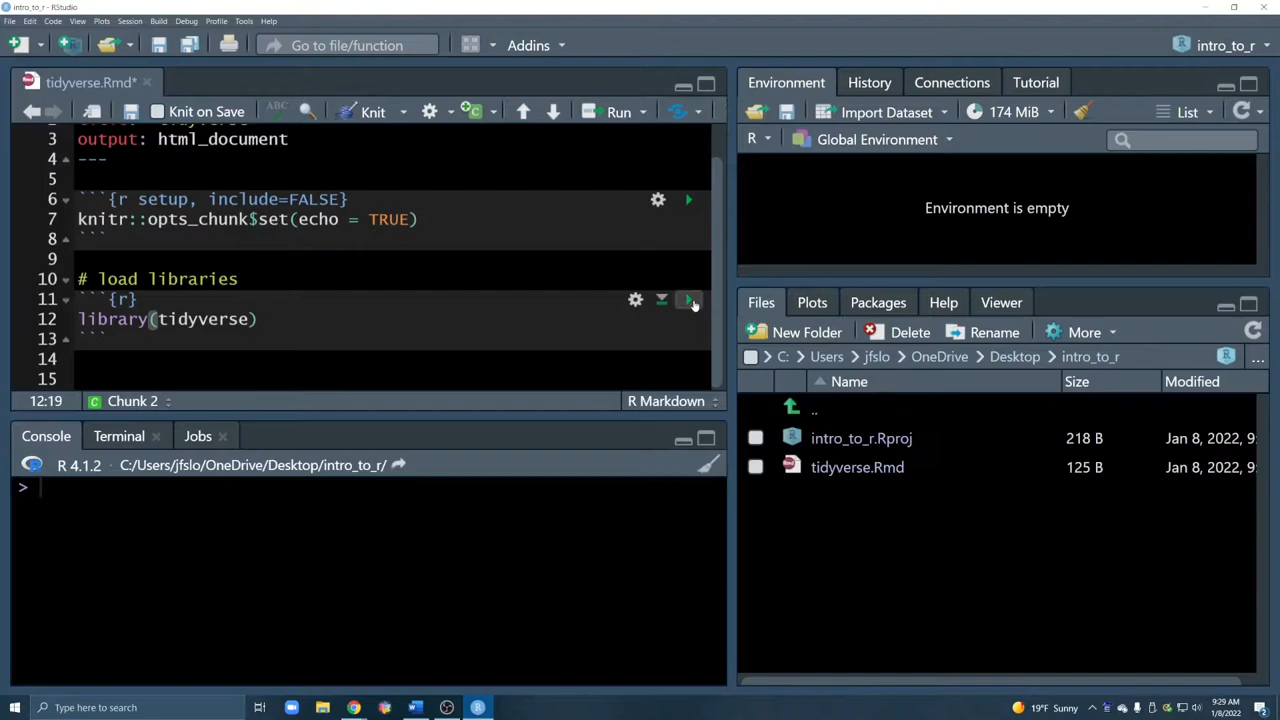 intro_to_r - RStudio
File Edit Code View Plots Session Build Debug Profile Tools Help
Go to file/function Addins intro_to_r
tidyverse.Rmd*
Knit on Save ABC Knit Run
3 output: html_document
4 ---
5
6 ```{r setup, include=FALSE}
7 knitr::opts_chunk$set(echo = TRUE)
8 ```
9
10 # load libraries
11 ```{r}
12 library(tidyverse)
13 ```
14
15
12:19 Chunk 2 R Markdown
Console Terminal Jobs
R 4.1.2 C:/Users/jfslo/OneDrive/Desktop/intro_to_r/
>
Environment History Connections Tutorial
Import Dataset 174 MiB List
R Global Environment
Environment is empty
Files Plots Packages Help Viewer
New Folder Delete Rename More
C: Users jfslo OneDrive Desktop intro_to_r ...
Name Size Modified
..
intro_to_r.Rproj 218 B Jan 8, 2022, 9:
tidyverse.Rmd 125 B Jan 8, 2022, 9:
Type here to search
19°F Sunny
9:29 AM
1/8/2022
2